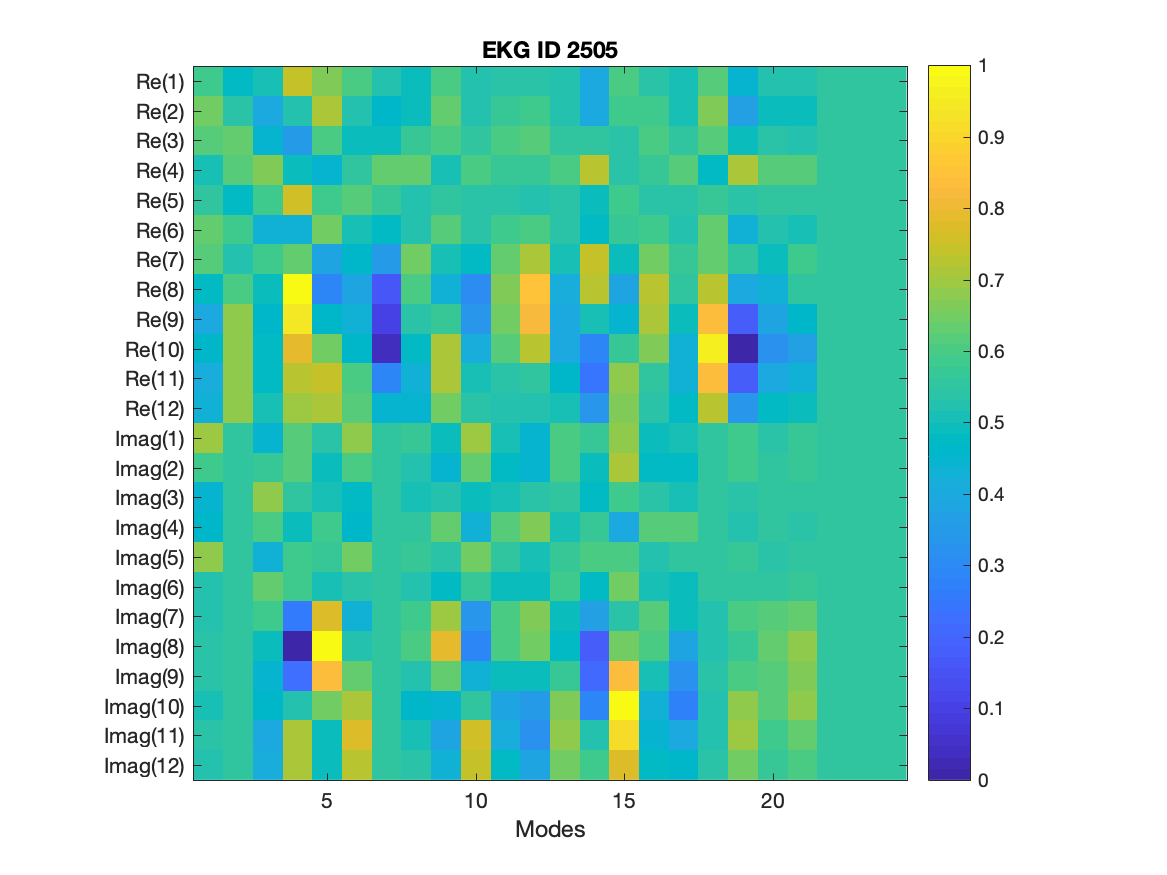 EKG ID 2505
Re(1)
Re(2)
Re(3)
Re(4)
Re(5)
Re(6)
Re(7)
Re(8)
Re(9)
Re(10)
Re(11)
Re(12)
Imag(1)
Imag(2)
Imag(3)
Imag(4)
Imag(5)
Imag(6)
Imag(7)
Imag(8)
Imag(9)
Imag(10)
Imag(11)
Imag(12)
5 10 15 20
Modes
1
0.9
0.8
0.7
0.6
0.5
0.4
0.3
0.2
0.1
0